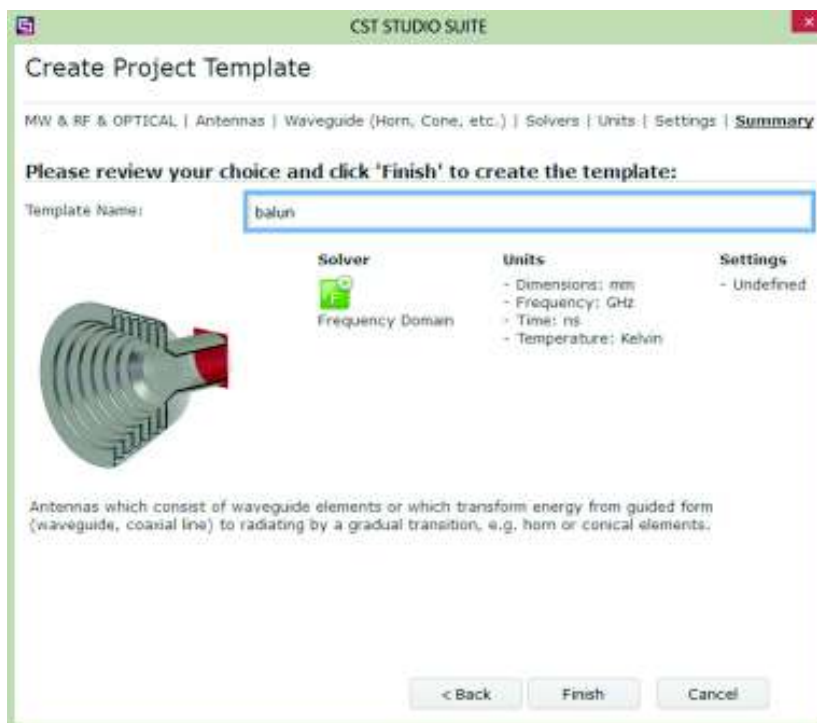 CST STUDIO SUITE
Create Project Template
MW & RF & OPTICAL | Antennas | Waveguide (Horn, Cone, etc.) | Solvers | Units | Settings | Summary
Please review your choice and click 'Finish' to create the template:
Template Name: balun
Solver Units Settings
- Dimensions: mm - Undefined
- Frequency: GHz
Frequency Domain - Time: ns
- Temperature: Kelvin
Antennas which consist of waveguide elements or which transform energy from guided form
(waveguide, coaxial line) to radiating by a gradual transition, e.g. horn or conical elements.
< Back Finish Cancel